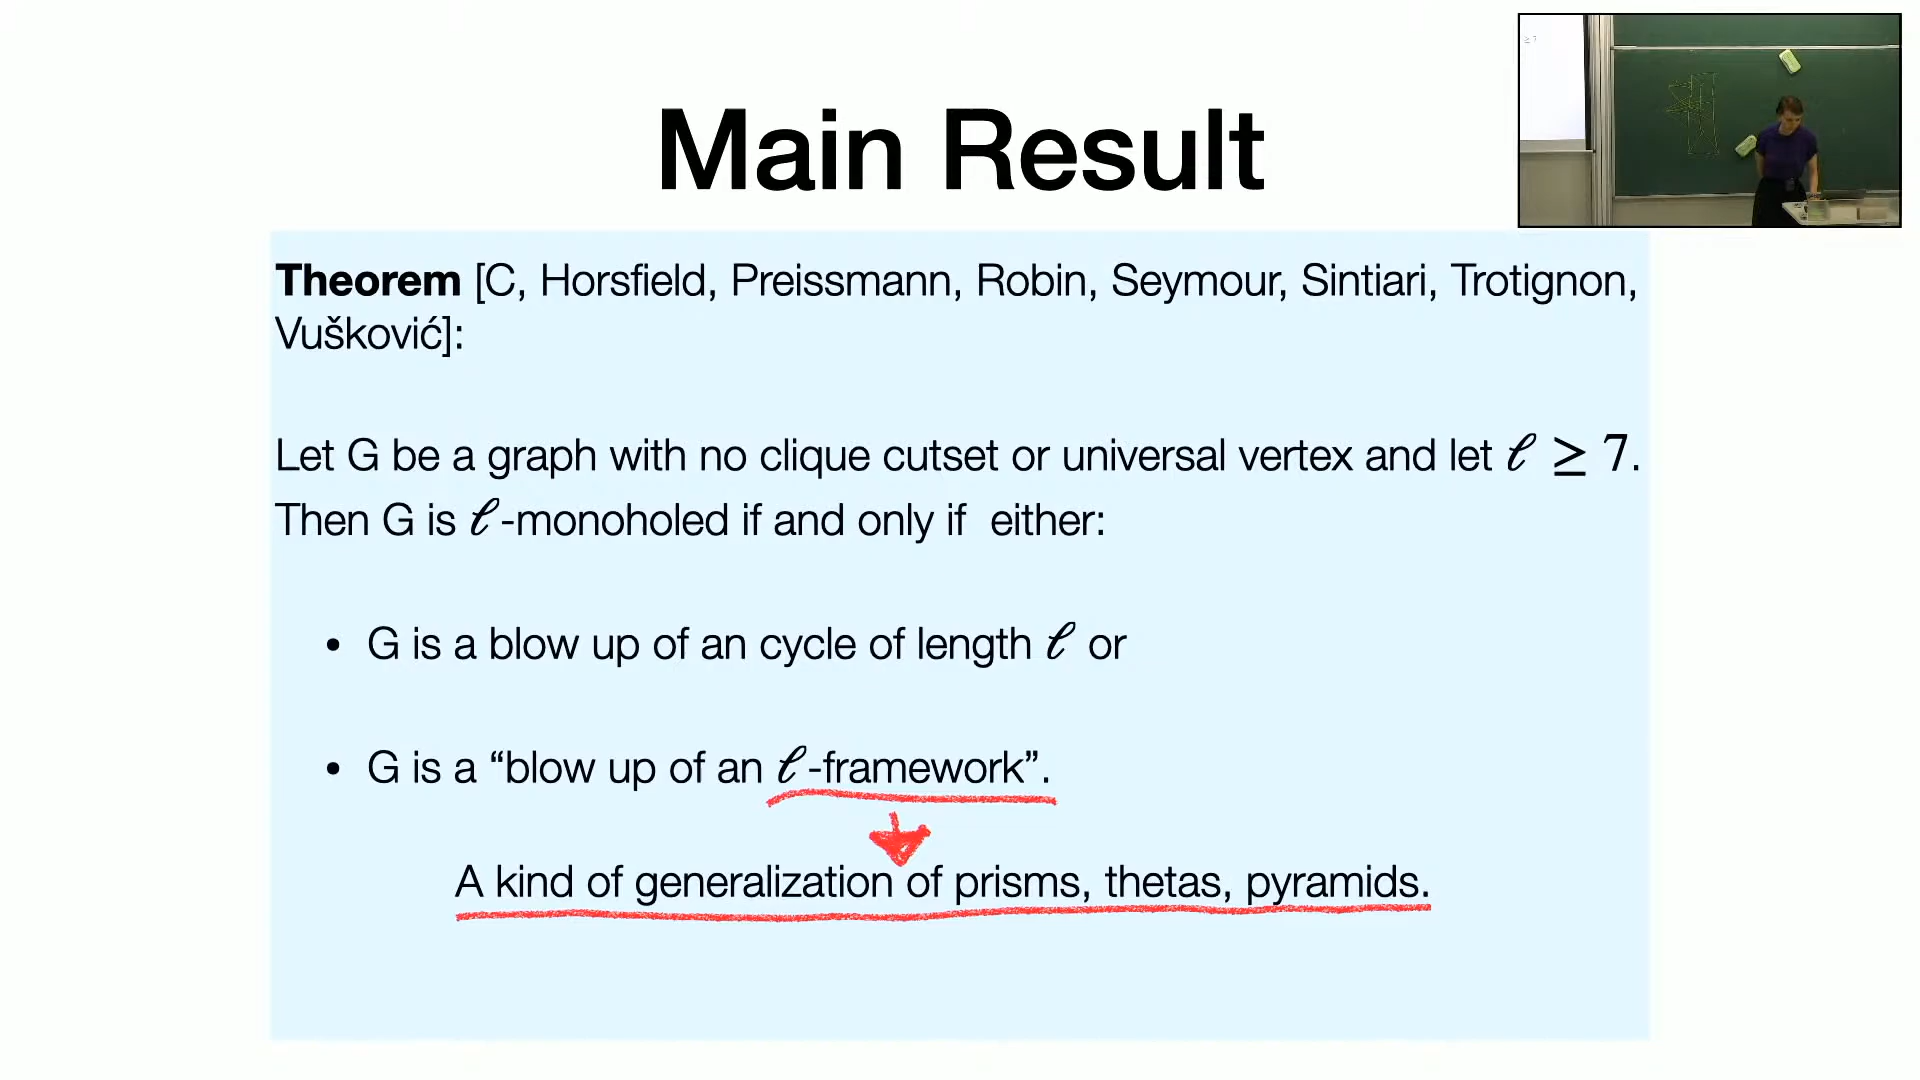 Main Result
Theorem [C, Horsfield, Preissmann, Robin, Seymour, Sintiari, Trotignon,
Vušković]:
Let G be a graph with no clique cutset or universal vertex and let ℓ ≥ 7.
Then G is ℓ-monoholed if and only if either:
• G is a blow up of an cycle of length ℓ or
• G is a “blow up of an ℓ-framework”.
A kind of generalization of prisms, thetas, pyramids.
≥ 7